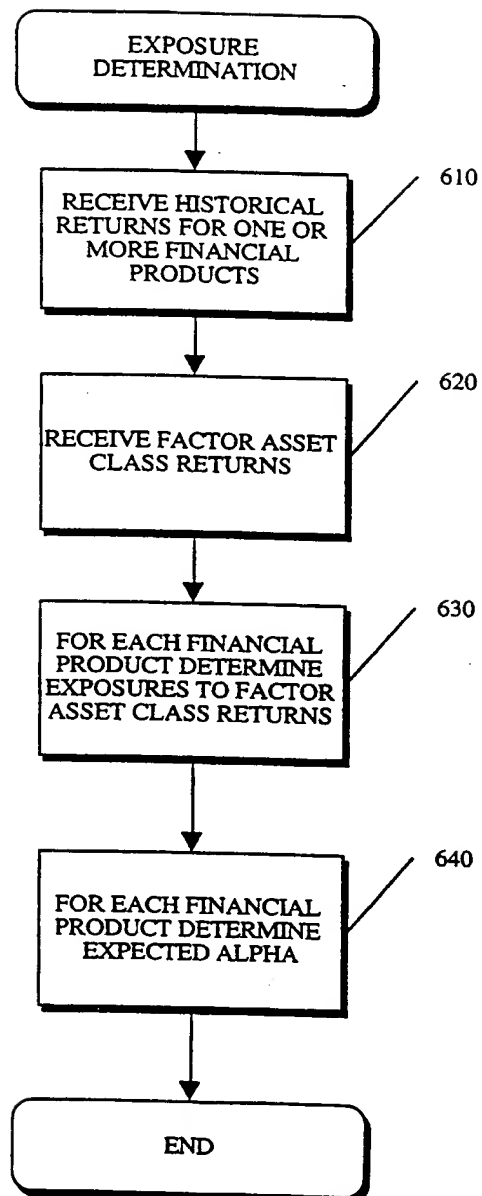 EXPOSURE
DETERMINATION
610
RECEIVE HISTORICAL
RETURNS FOR ONE OR
MORE FINANCIAL
PRODUCTS
620
RECEIVE FACTOR ASSET
CLASS RETURNS
630
FOR EACH FINANCIAL
PRODUCT DETERMINE
EXPOSURES TO FACTOR
ASSET CLASS RETURNS
640
FOR EACH FINANCIAL
PRODUCT DETERMINE
EXPECTED ALPHA
END